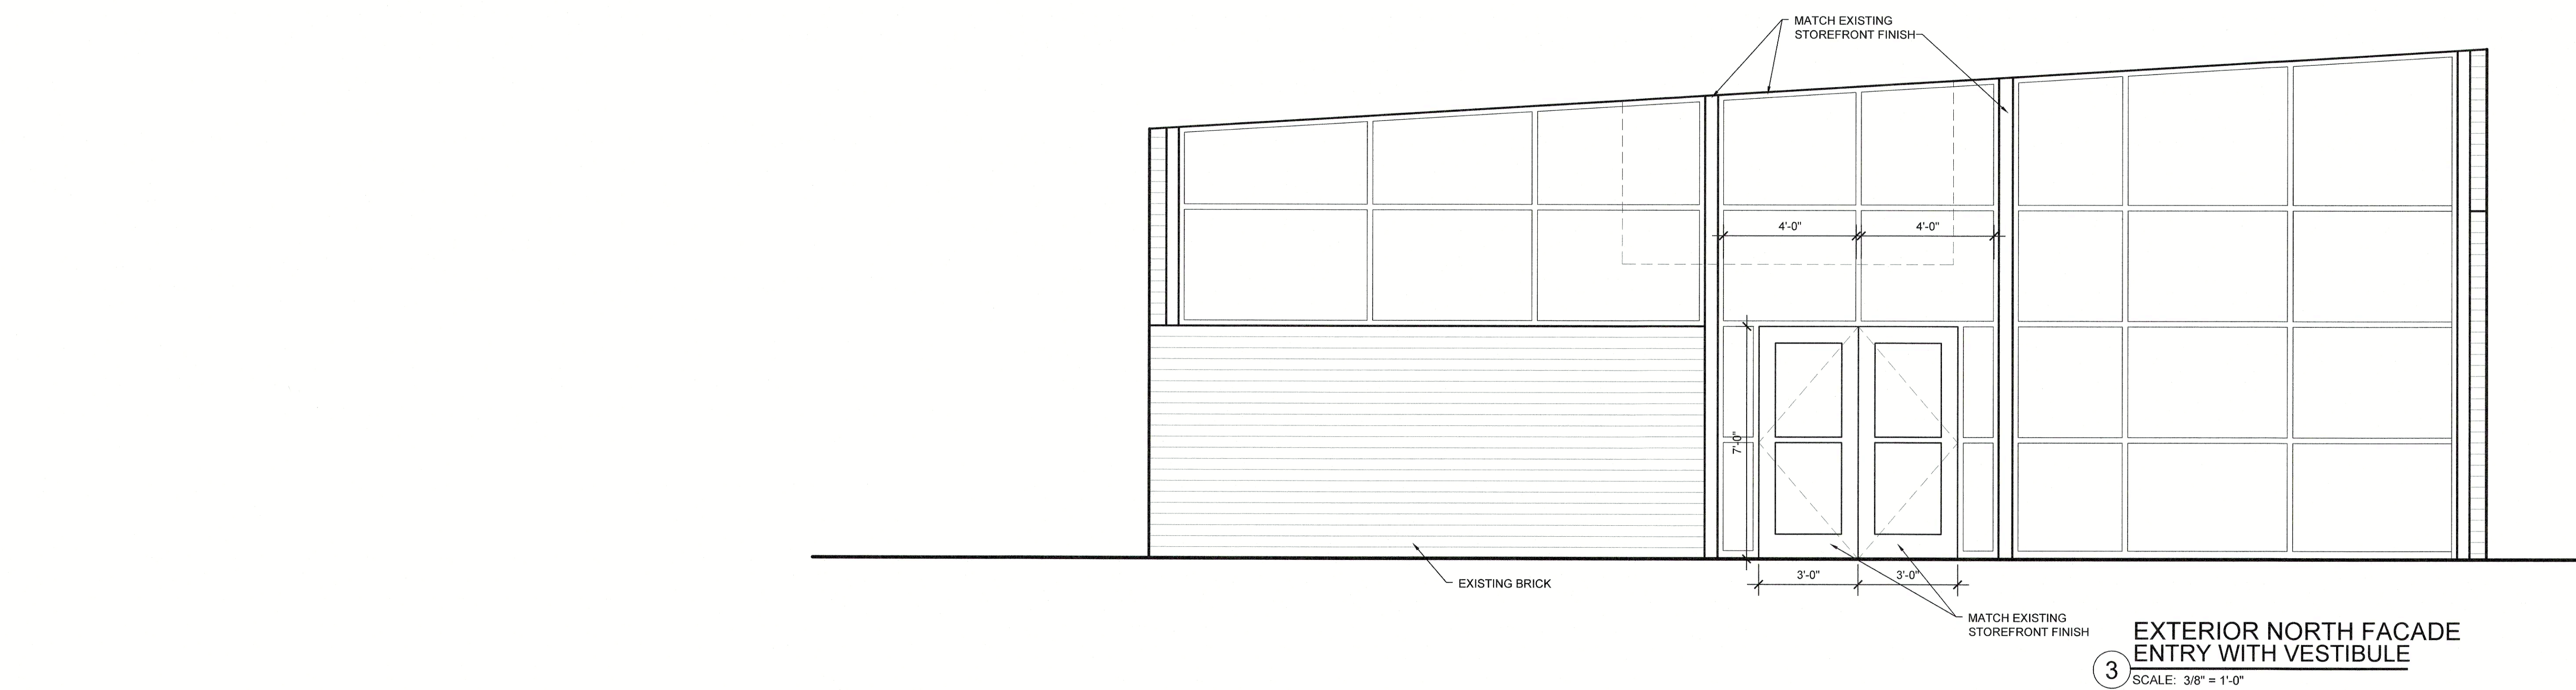 MATCH EXISTING
STOREFRONT FINISH
4'-0"
4'-0"
7'-0"
3'-0"
3'-0"
EXISTING BRICK
MATCH EXISTING
STOREFRONT FINISH
EXTERIOR NORTH FACADE
ENTRY WITH VESTIBULE
3
SCALE: 3/8" = 1'-0"